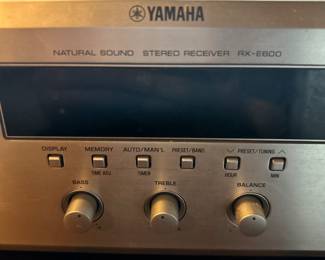 YAMAHA
NATURAL SOUND STEREO RECEIVER RX-E600
DISPLAY MEMORY AUTO/MAN'L PRESET/BAND PRESET/TUNING
TIME ADJ. TIMER HOUR MIN
BASS TREBLE BALANCE